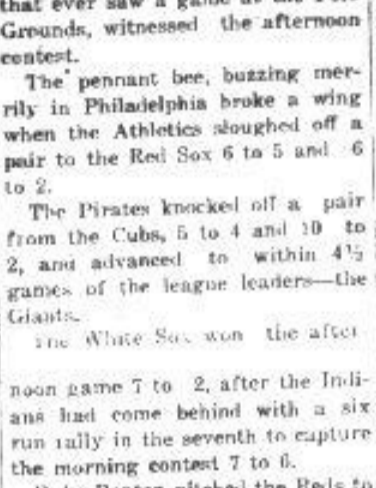 that ever saw a game at the
Grounds, witnessed the afternoon
contest.
The pennant bee, buzzing mer-
rily in Philadelphia broke a wing
when the Athletics sloughed off a
pair to the Red Sox 6 to 5 and 6
to 2.
The Pirates knocked off a pair
from the Cubs, 5 to 4 and 10 to
2, and advanced to within 4½
games of the league leaders—the
Giants.
The White Sox won the after-
noon game 7 to 2, after the Indi-
ans had come behind with a six
run rally in the seventh to capture
the morning contest 7 to 6.
pitched the Reds to